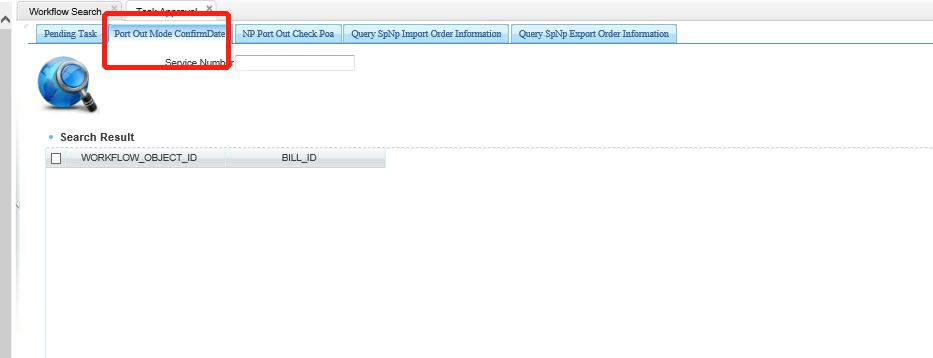 Workflow Search Task Approval
Pending Task Port Out Mode ConfirmDate NP Port Out Check Poa Query SpNp Import Order Information Query SpNp Export Order Information
Service Number
Search Result
WORKFLOW_OBJECT_ID BILL_ID